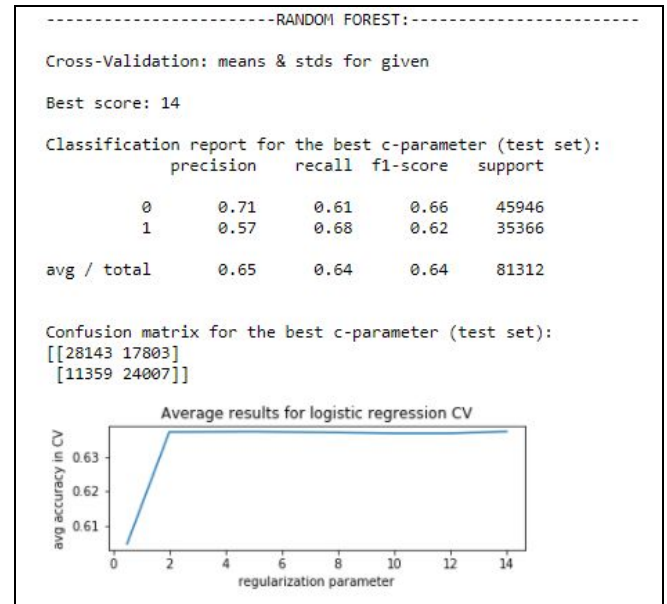 -------------------------RANDOM FOREST:-------------------------
Cross-Validation: means & stds for given
Best score: 14
Classification report for the best c-parameter (test set):
precision recall f1-score support
0 0.71 0.61 0.66 45946
1 0.57 0.68 0.62 35366
avg / total 0.65 0.64 0.64 81312
Confusion matrix for the best c-parameter (test set):
[[28143 17803]
[11359 24007]]
Average results for logistic regression CV
avg accuracy in CV
0.63
0.62
0.61
0 2 4 6 8 10 12 14
regularization parameter